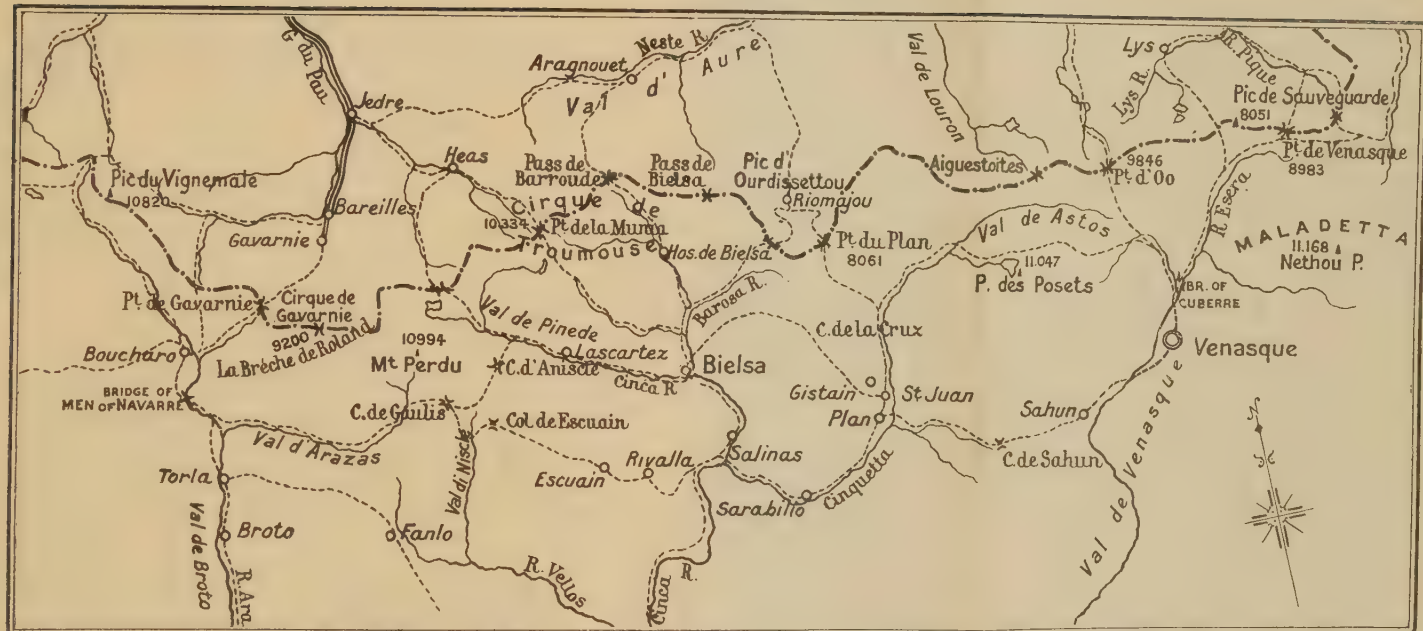 G. du Pau
Jedre
Aragnouet
Neste R.
Val d' Aure
Val de Louron
Lys
Lys R.
R. Pique
Pic de Sauveguarde
8051
Pt. de Venasque
8983
Heas
Pass de
Barroude
Pass de
Bielsa
Pic d'
Ourdissettou
Riomajou
Aiguestoites
9846
Pt. d'Oo
Pic du Vignemale
10820
Bareilles
Gavarnie
Cirque de
Troumouse
10.334
Pt. de la Munia
Hos. de Bielsa
Pt. du Plan
8061
Val de Astos
R. Esera
MALADETTA
11.168
Nethou P.
11.047
P. des Posets
BR. OF
CUBERRE
Pt. de Gavarnie
Cirque de
Gavarnie
9200
La Brèche de Roland
Val de Pinede
Barosa R.
C. de la Cruz
Boucharo
10994
Mt Perdu
C. d'Aniscle
Lascartez
Cinca R
Bielsa
Venasque
BRIDGE OF
MEN OF NAVARRE
C. de Gaulis
Gistain
St Juan
Plan
Sahun
Val d'Arazas
Col. de Escuain
Val di Niscle
Escuain
Rivalla
Salinas
C. de Sahun
Torla
Sarabillo
Cinquetta
Val de Venasque
Broto
Val de Broto
R. Ara
Fanlo
R. Vellos
Cinca R.